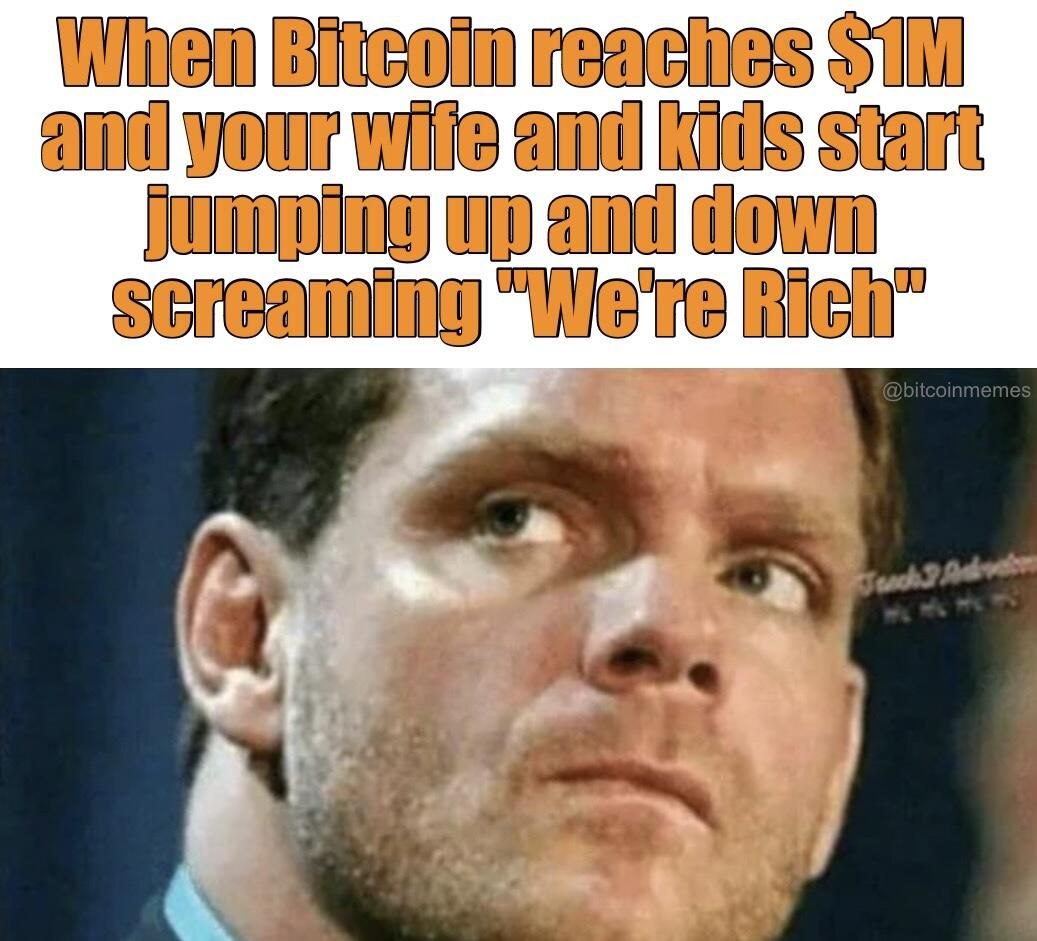 When Bitcoin reaches $1M
and your wife and kids start
jumping up and down
screaming "We're Rich"
@bitcoinmemes